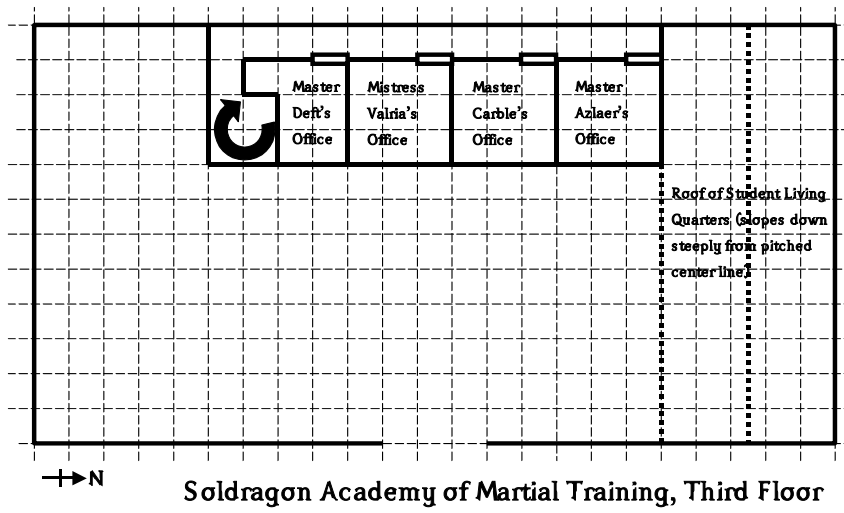 Master
Deft's
Office
Mistress
Valria's
Office
Master
Carble's
Office
Master
Azlaer's
Office
Roof of Student Living
Quarters (slopes down
steeply from pitched
center line)
N
Soldragon Academy of Martial Training, Third Floor